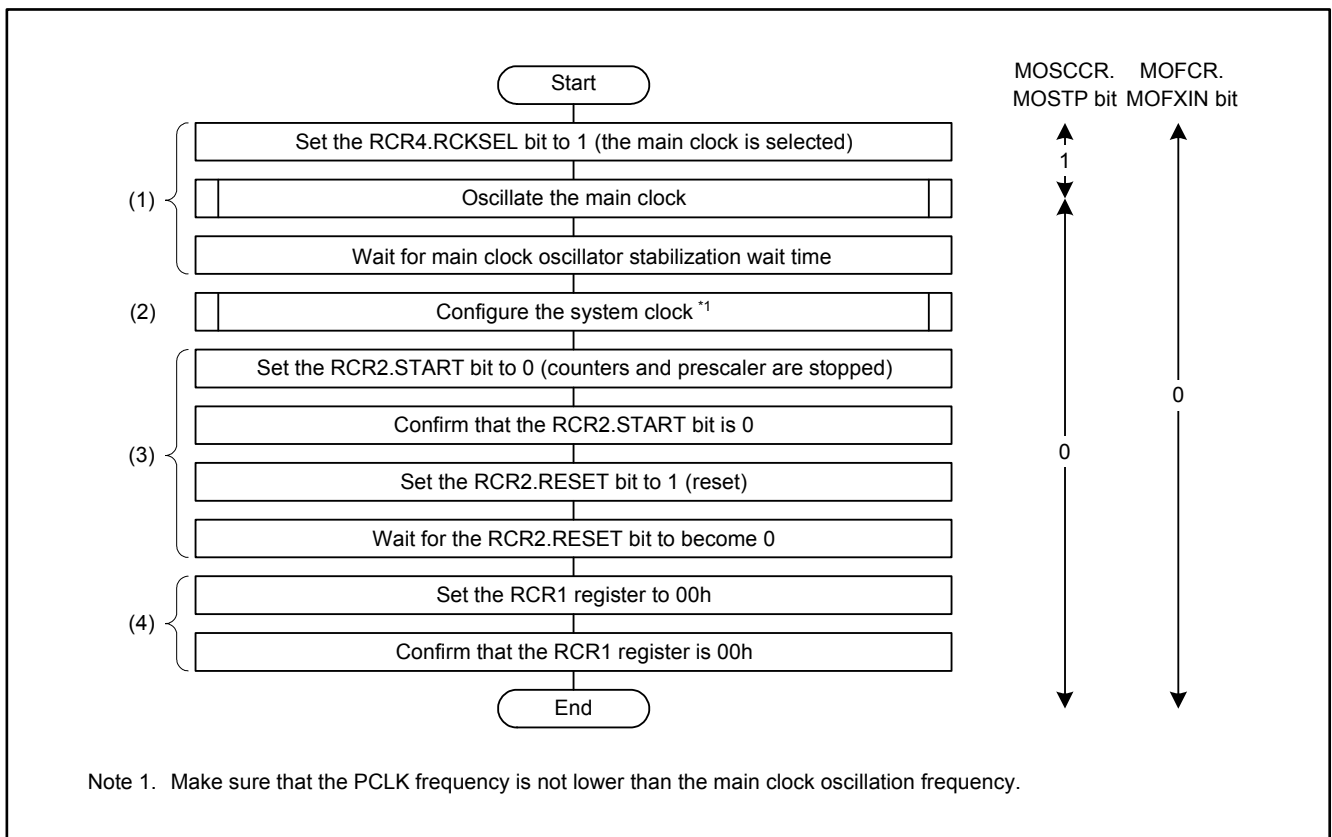 Start
MOSCCR. MOFCR.
MOSTP bit MOFXIN bit
Set the RCR4.RCKSEL bit to 1 (the main clock is selected)
1
(1)
Oscillate the main clock
Wait for main clock oscillator stabilization wait time
(2)
Configure the system clock *1
Set the RCR2.START bit to 0 (counters and prescaler are stopped)
0
Confirm that the RCR2.START bit is 0
(3)
0
Set the RCR2.RESET bit to 1 (reset)
Wait for the RCR2.RESET bit to become 0
Set the RCR1 register to 00h
(4)
Confirm that the RCR1 register is 00h
End
Note 1. Make sure that the PCLK frequency is not lower than the main clock oscillation frequency.